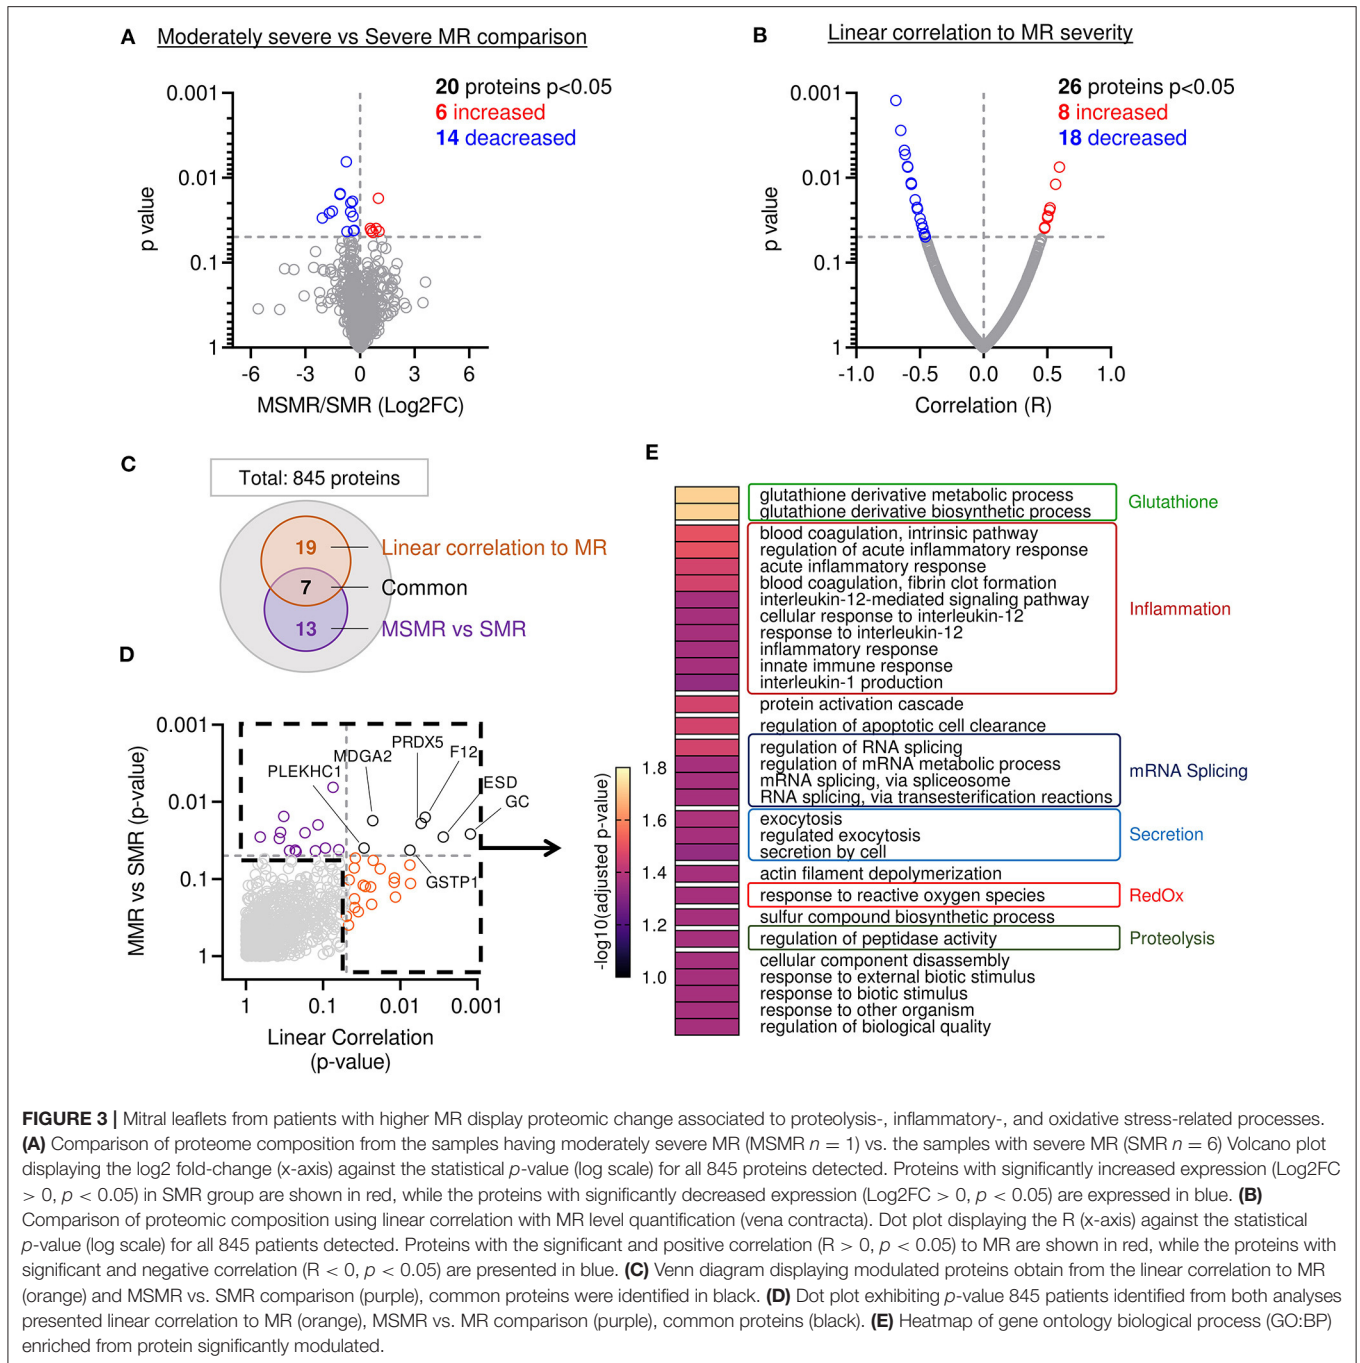 A Moderately severe vs Severe MR comparison
20 proteins p<0.05
6 increased
14 deacreased
0.001
0.01
0.1
1
p value
-6 -3 0 3 6
MSMR/SMR (Log2FC)
B Linear correlation to MR severity
26 proteins p<0.05
8 increased
18 decreased
0.001
0.01
0.1
1
p value
-1.0 -0.5 0.0 0.5 1.0
Correlation (R)
C
Total: 845 proteins
19 Linear correlation to MR
7 Common
13 MSMR vs SMR
D
0.001
0.01
0.1
1
MMR vs SMR (p-value)
PLEKHC1
MDGA2
PRDX5
F12
ESD
GC
GSTP1
1 0.1 0.01 0.001
Linear Correlation
(p-value)
E
1.8
1.6
1.4
1.2
1.0
-log10(adjusted p-value)
glutathione derivative metabolic process
glutathione derivative biosynthetic process
Glutathione
blood coagulation, intrinsic pathway
regulation of acute inflammatory response
acute inflammatory response
blood coagulation, fibrin clot formation
interleukin-12-mediated signaling pathway
cellular response to interleukin-12
response to interleukin-12
inflammatory response
innate immune response
interleukin-1 production
Inflammation
protein activation cascade
regulation of apoptotic cell clearance
regulation of RNA splicing
regulation of mRNA metabolic process
mRNA splicing, via spliceosome
RNA splicing, via transesterification reactions
mRNA Splicing
exocytosis
regulated exocytosis
secretion by cell
Secretion
actin filament depolymerization
response to reactive oxygen species
RedOx
sulfur compound biosynthetic process
regulation of peptidase activity
Proteolysis
cellular component disassembly
response to external biotic stimulus
response to biotic stimulus
response to other organism
regulation of biological quality
FIGURE 3 | Mitral leaflets from patients with higher MR display proteomic change associated to proteolysis-, inflammatory-, and oxidative stress-related processes.
(A) Comparison of proteome composition from the samples having moderately severe MR (MSMR n = 1) vs. the samples with severe MR (SMR n = 6) Volcano plot
displaying the log2 fold-change (x-axis) against the statistical p-value (log scale) for all 845 proteins detected. Proteins with significantly increased expression (Log2FC
> 0, p < 0.05) in SMR group are shown in red, while the proteins with significantly decreased expression (Log2FC > 0, p < 0.05) are expressed in blue. (B)
Comparison of proteomic composition using linear correlation with MR level quantification (vena contracta). Dot plot displaying the R (x-axis) against the statistical
p-value (log scale) for all 845 patients detected. Proteins with the significant and positive correlation (R > 0, p < 0.05) to MR are shown in red, while the proteins with
significant and negative correlation (R < 0, p < 0.05) are presented in blue. (C) Venn diagram displaying modulated proteins obtain from the linear correlation to MR
(orange) and MSMR vs. SMR comparison (purple), common proteins were identified in black. (D) Dot plot exhibiting p-value 845 patients identified from both analyses
presented linear correlation to MR (orange), MSMR vs. MR comparison (purple), common proteins (black). (E) Heatmap of gene ontology biological process (GO:BP)
enriched from protein significantly modulated.